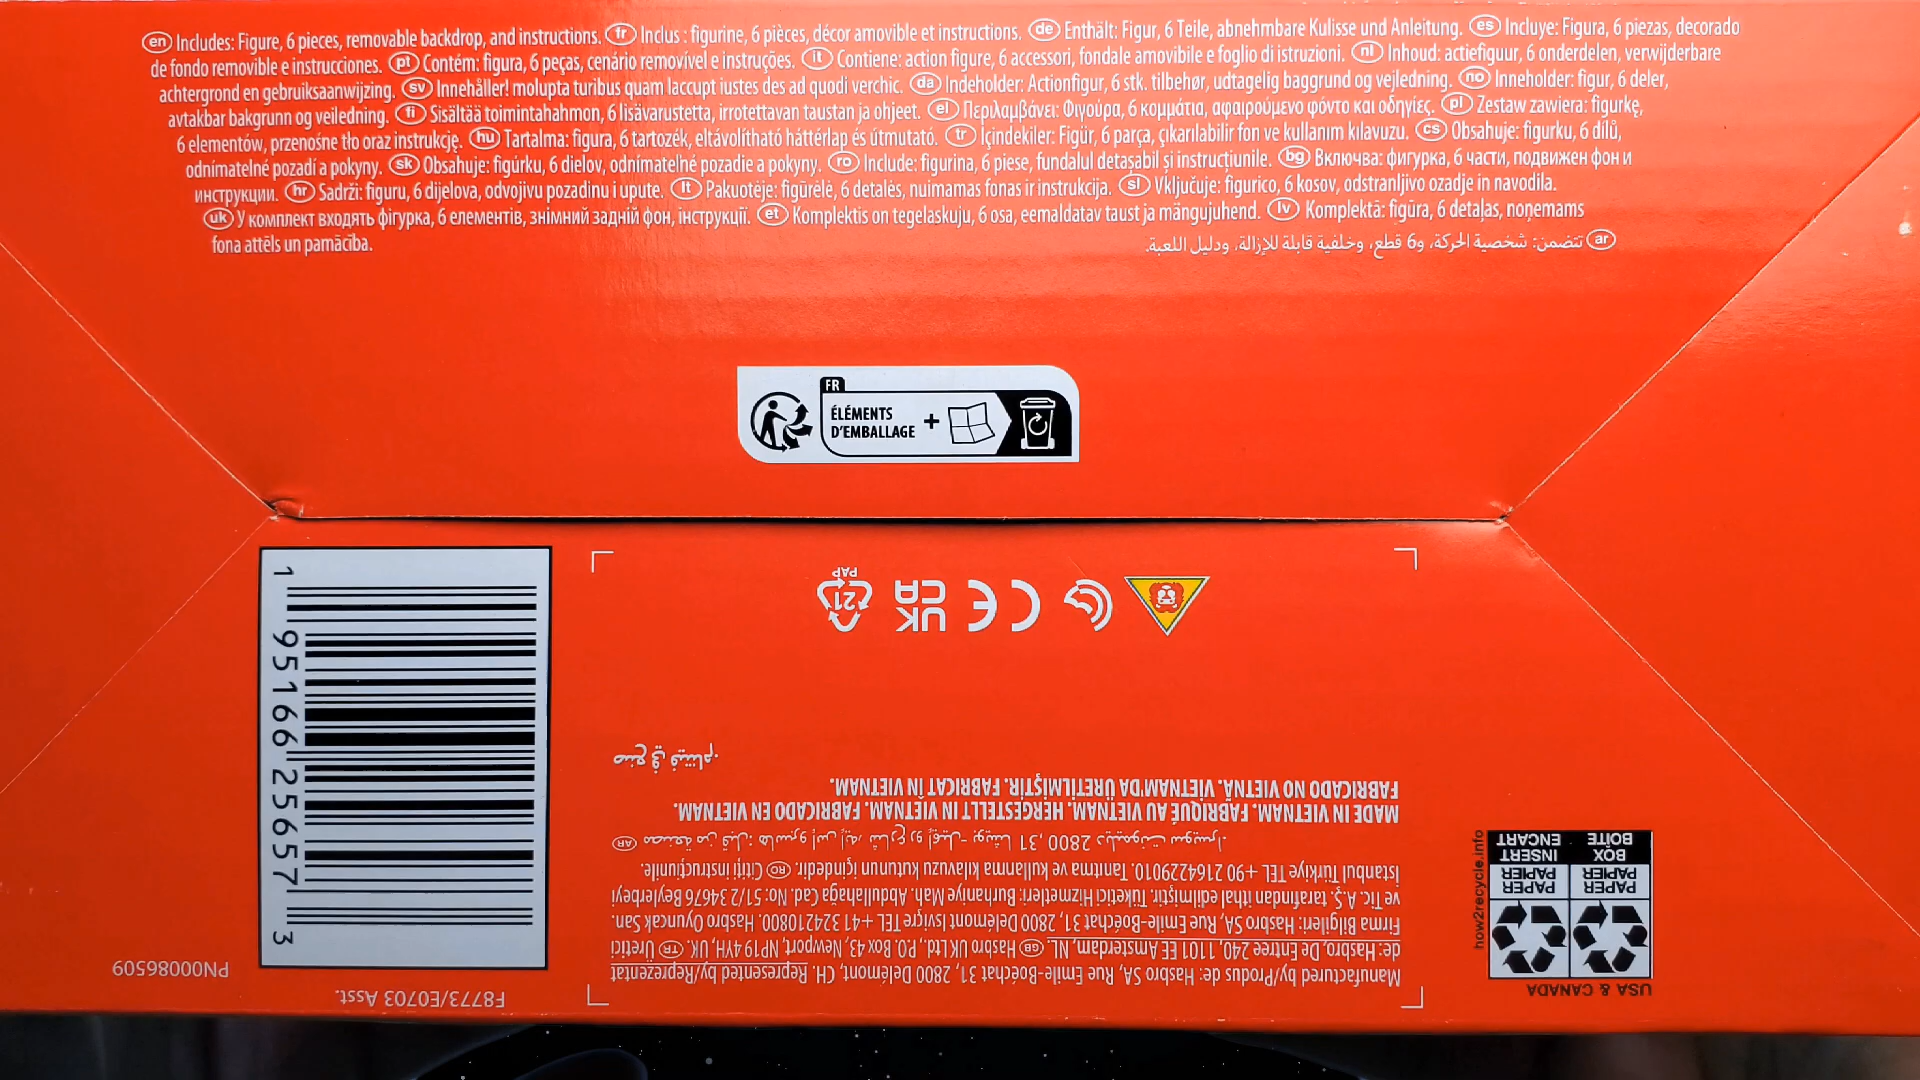 en Includes: Figure, 6 pieces, removable backdrop, and instructions. fr Inclus : figurine, 6 pièces, décor amovible et instructions. de Enthält: Figur, 6 Teile, abnehmbare Kulisse und Anleitung. es Incluye: Figura, 6 piezas, decorado
de fondo removible e instrucciones. pt Contém: figura, 6 peças, cenário removível e instruções. it Contiene: action figure, 6 accessori, fondale amovibile e foglio di istruzioni. nl Inhoud: actiefiguur, 6 onderdelen, verwijderbare
achtergrond en gebruiksaanwijzing. sv Innehåller! molupta turibus quam laccupt iustes des ad quodi verchic. da Indeholder: Actionfigur, 6 stk. tilbehør, udtagelig baggrund og vejledning. no Inneholder: figur, 6 deler,
avtakbar bakgrunn og veiledning. fi Sisältää toimintahahmon, 6 lisävarustetta, irrotettavan taustan ja ohjeet. el Περιλαμβάνει: Φιγούρα, 6 κομμάτια, αφαιρούμενο φόντο και οδηγίες. pl Zestaw zawiera: figurkę,
6 elementów, przenośne tło oraz instrukcję. hu Tartalma: figura, 6 tartozék, eltávolítható háttérlap és útmutató. tr İçindekiler: Figür, 6 parça, çıkarılabilir fon ve kullanım kılavuzu. cs Obsahuje: figurku, 6 dílů,
odnímatelné pozadí a pokyny. sk Obsahuje: figúrku, 6 dielov, odnímateľné pozadie a pokyny. ro Include: figurina, 6 piese, fundalul detașabil și instrucțiunile. bg Включва: фигурка, 6 части, подвижен фон и
инструкции. hr Sadrži: figuru, 6 dijelova, odvojivu pozadinu i upute. lt Pakuotėje: figūrėlė, 6 detalės, nuimamas fonas ir instrukcija. sl Vključuje: figurico, 6 kosov, odstranljivo ozadje in navodila.
uk У комплект входять фігурка, 6 елементів, знімний задній фон, інструкції. et Komplektis on tegelaskuju, 6 osa, eemaldatav taust ja mängujuhend. lv Komplektā: figūra, 6 detaļas, noņemams
fona attēls un pamācība.
ar تتضمن: شخصية الحركة، و6 قطع، وخلفية قابلة للإزالة، ودليل اللعبة.
FR
ÉLÉMENTS
D'EMBALLAGE +
USA & CANADA
PAPER PAPER
PAPIER PAPIER
BOX INSERT
BOÎTE ENCART
how2recycle.info
Manufactured by/Produs de: Hasbro SA, Rue Emile-Boéchat 31, 2800 Delémont, CH. Represented by/Reprezentat
de: Hasbro, De Entree 240, 1101 EE Amsterdam, NL. GB Hasbro UK Ltd., P.O. Box 43, Newport, NP19 4YH, UK. TR Üretici
Firma Bilgileri: Hasbro SA, Rue Emile-Boéchat 31, 2800 Delémont İsviçre TEL +41 324210800. Hasbro Oyuncak San.
ve Tic. A.Ş. tarafından ithal edilmiştir. Tüketici Hizmetleri: Burhaniye Mah. Abdullahağa Cad. No: 51/2 34676 Beylerbeyi
İstanbul Türkiye TEL +90 2164229010. Tanıtma ve kullanma kılavuzu kutunun içindedir. RO Citiți instrucțiunile.
AR 31, 2800
MADE IN VIETNAM. FABRIQUÉ AU VIETNAM. HERGESTELLT IN VIETNAM. FABRICADO EN VIETNAM.
FABRICADO NO VIETNÃ. VİETNAM'DA ÜRETİLMİŞTİR. FABRICAT ÎN VIETNAM.
صنع في فيتنام.
CE UK CA 21 PAP
F8773/E0703 Asst.
PN00086509
1 95166 25657 3